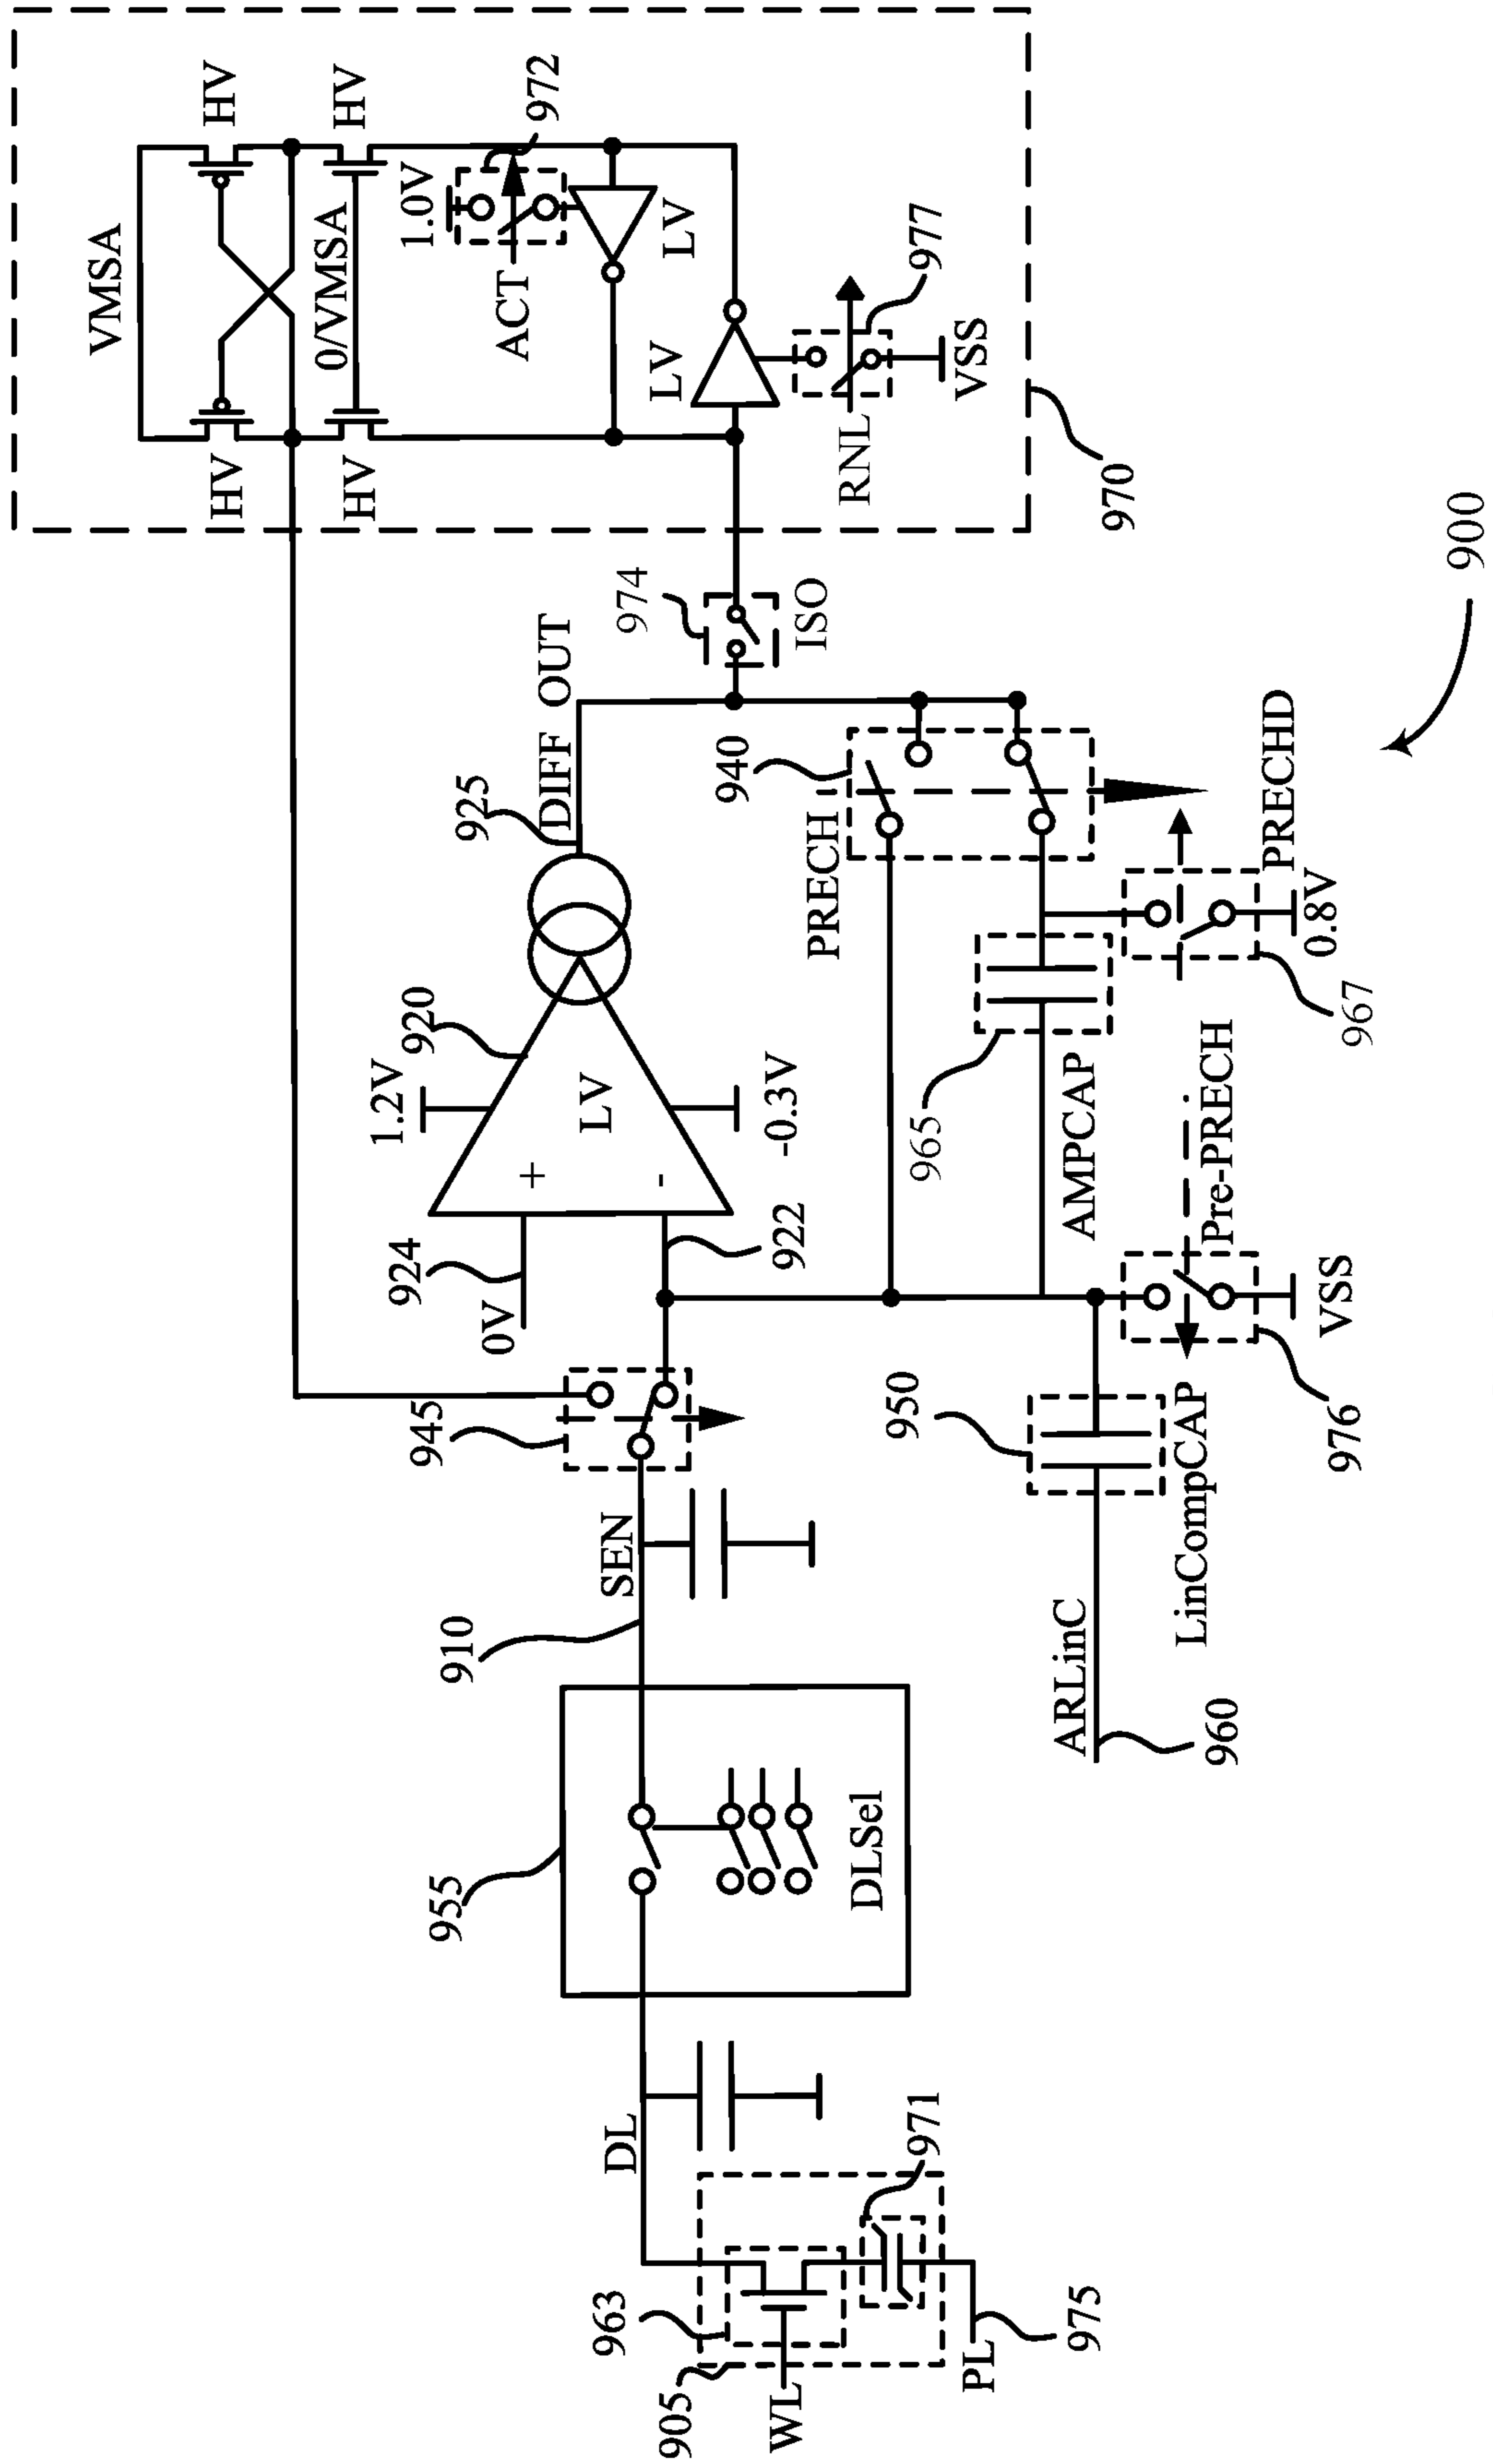 VMSA
HV
HV
0/VMSA
HV
HV
1.0V
972
ACT
LV
LV
977
RNL
VSS
970
974
ISO
DIFF OUT
925
920
1.2V
LV
-0.3V
+
-
924
0V
922
940
PRECH
PRECHD
0.8V
967
965
AMPCAP
Pre-PRECH
VSS
976
945
950
LinCompCAP
SEN
910
ARLinC
960
955
DLSel
DL
971
963
905
WL
PL
975
900